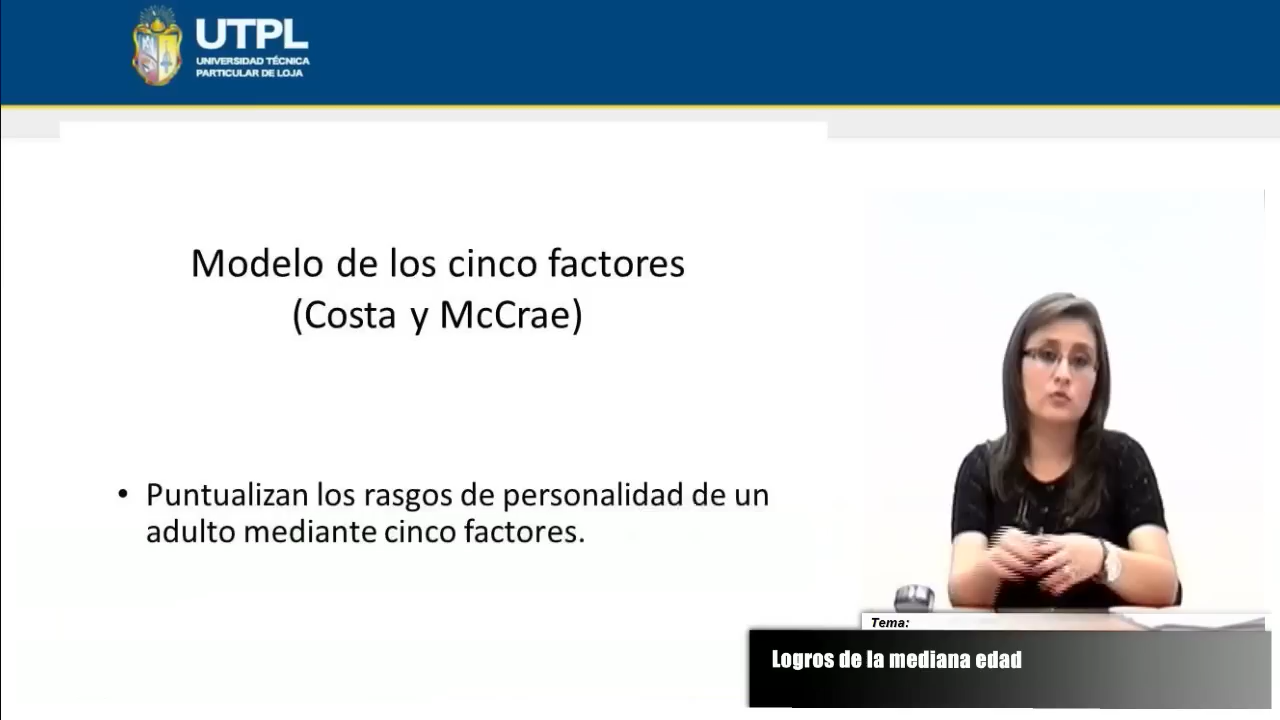 UTPL
UNIVERSIDAD TÉCNICA
PARTICULAR DE LOJA
Modelo de los cinco factores
(Costa y McCrae)
• Puntualizan los rasgos de personalidad de un
adulto mediante cinco factores.
Tema:
Logros de la mediana edad